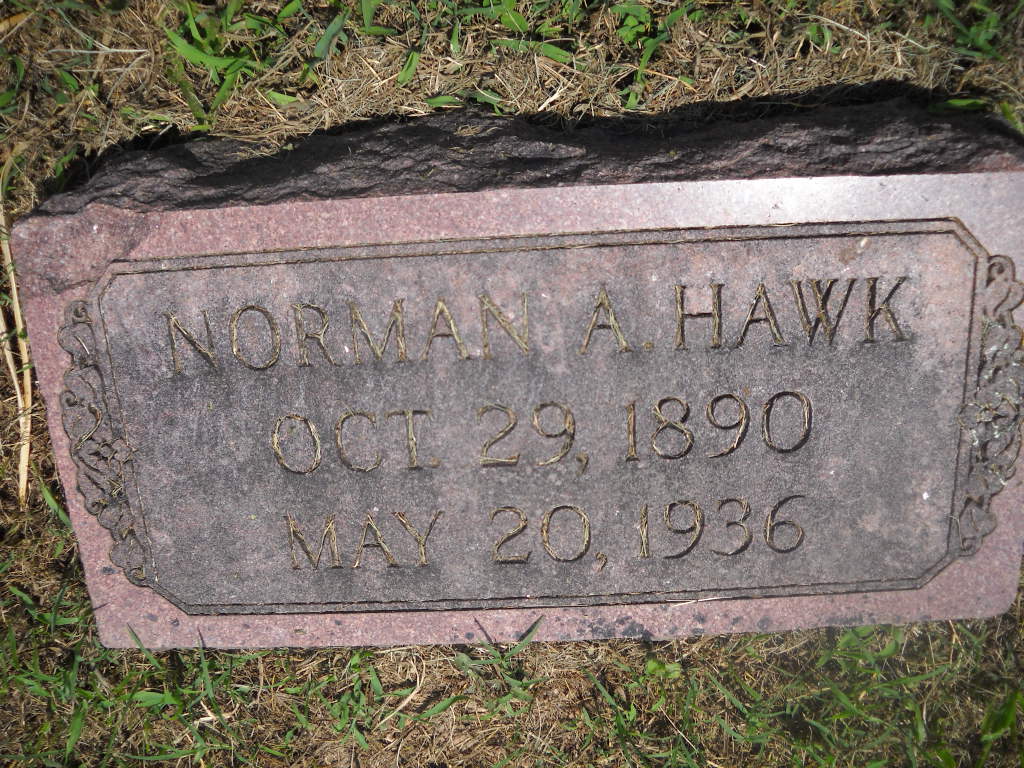 NORMAN A. HAWK
OCT. 29, 1890
MAY 20, 1936